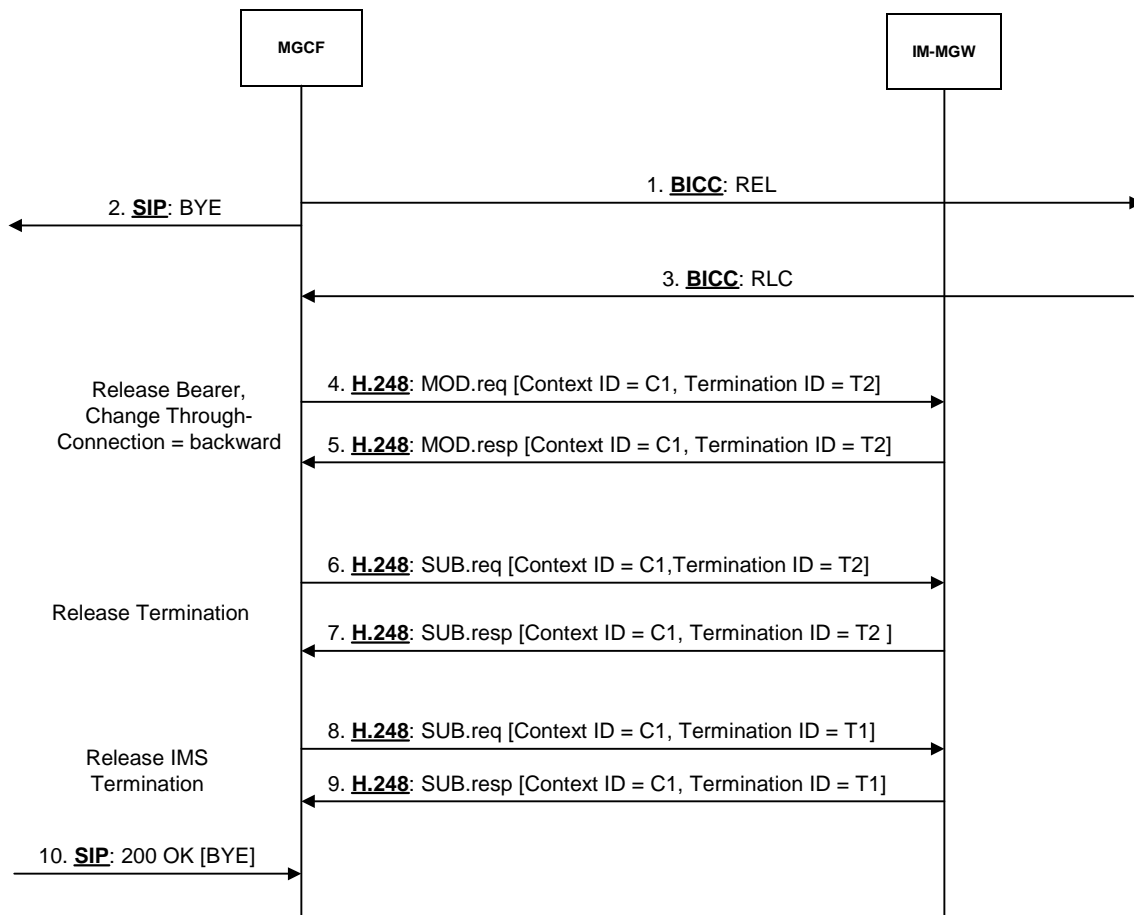 MGCF
IM-MGW
1. BICC: REL
2. SIP: BYE
3. BICC: RLC
Release Bearer,
Change Through-
Connection = backward
4. H.248: MOD.req [Context ID = C1, Termination ID = T2]
5. H.248: MOD.resp [Context ID = C1, Termination ID = T2]
6. H.248: SUB.req [Context ID = C1,Termination ID = T2]
Release Termination
7. H.248: SUB.resp [Context ID = C1, Termination ID = T2 ]
8. H.248: SUB.req [Context ID = C1, Termination ID = T1]
Release IMS
Termination
9. H.248: SUB.resp [Context ID = C1, Termination ID = T1]
10. SIP: 200 OK [BYE]